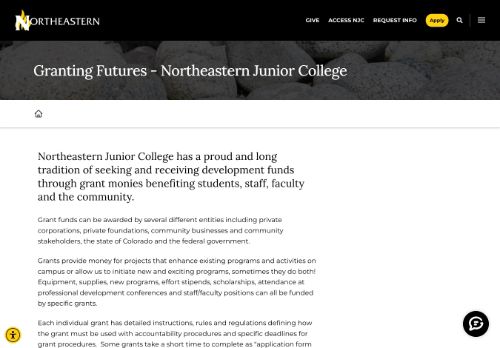 NORTHEASTERN
GIVE ACCESS NJC REQUEST INFO Apply
Granting Futures - Northeastern Junior College
Northeastern Junior College has a proud and long
tradition of seeking and receiving development funds
through grant monies benefiting students, staff, faculty
and the community.
Grant funds can be awarded by several different entities including private
corporations, private foundations, community businesses and community
stakeholders, the state of Colorado and the federal government.
Grants provide money for projects that enhance existing programs and activities on
campus or allow us to initiate new and exciting programs, sometimes they do both!
Equipment, supplies, new programs, effort stipends, scholarships, attendance at
professional development conferences and staff/faculty positions can all be funded
by specific grants.
Each individual grant has detailed instructions, rules and regulations defining how
the grant must be used with accountability procedures and specific deadlines for
grant procedures. Some grants take a short time to complete as "application form